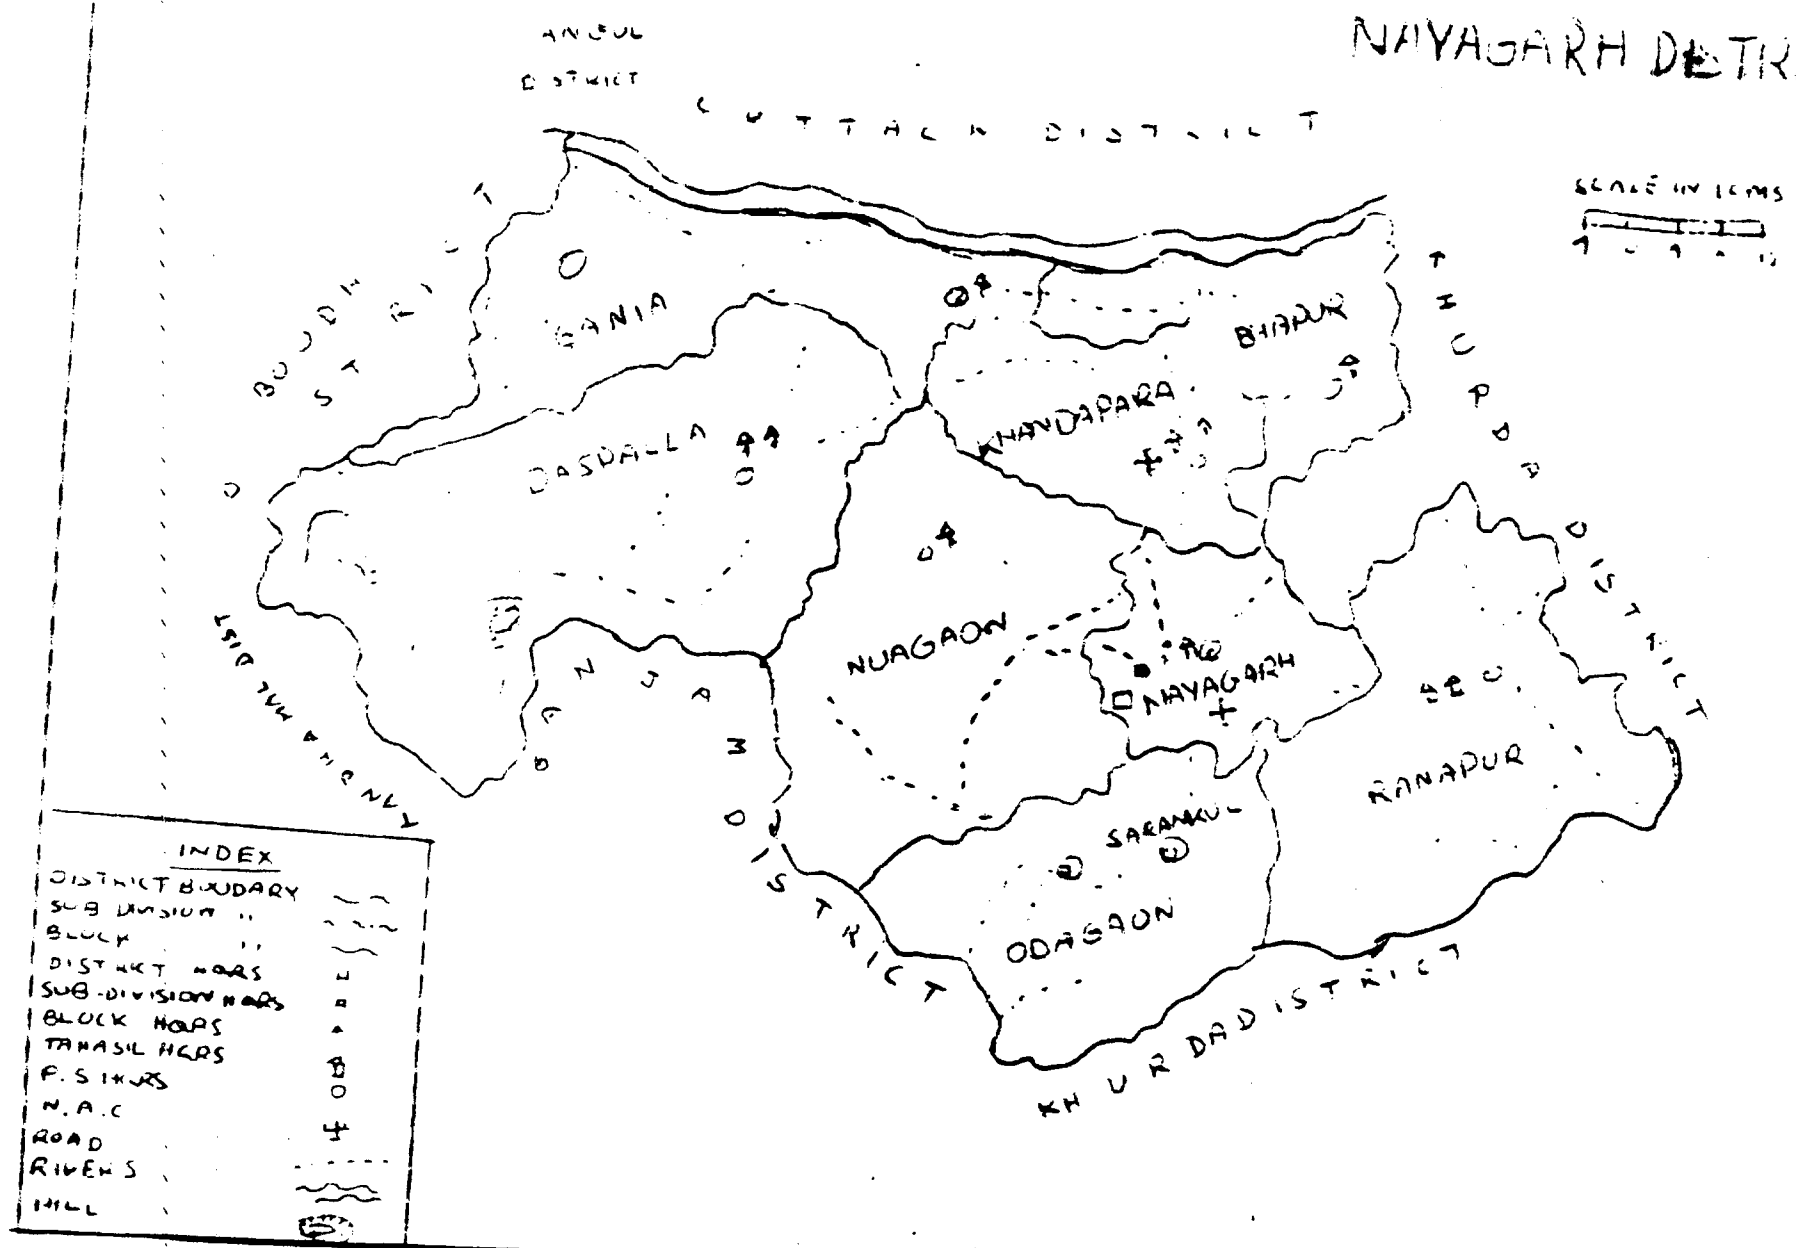 NAYAGARH DISTR
ANGUL
DISTRICT
CUTTACK DISTRICT
SCALE IN KMS
BOUDH
DISTRICT
GANIA
BHAPUR
KHURDA DISTRICT
KHANDAPARA
DASPALLA
NUAGAON
NAYAGARH
RANAPUR
GANJAM DISTRICT
SARANKUL
ODAGAON
KHURDA DISTRICT
INDEX
DISTRICT BOUDARY
SUB DIVISION "
BLOCK "
DISTRICT HQRS
SUB-DIVISION HQRS
BLOCK HQRS
TAHASIL HQRS
N.A.C
ROAD
RIVERS
HILL